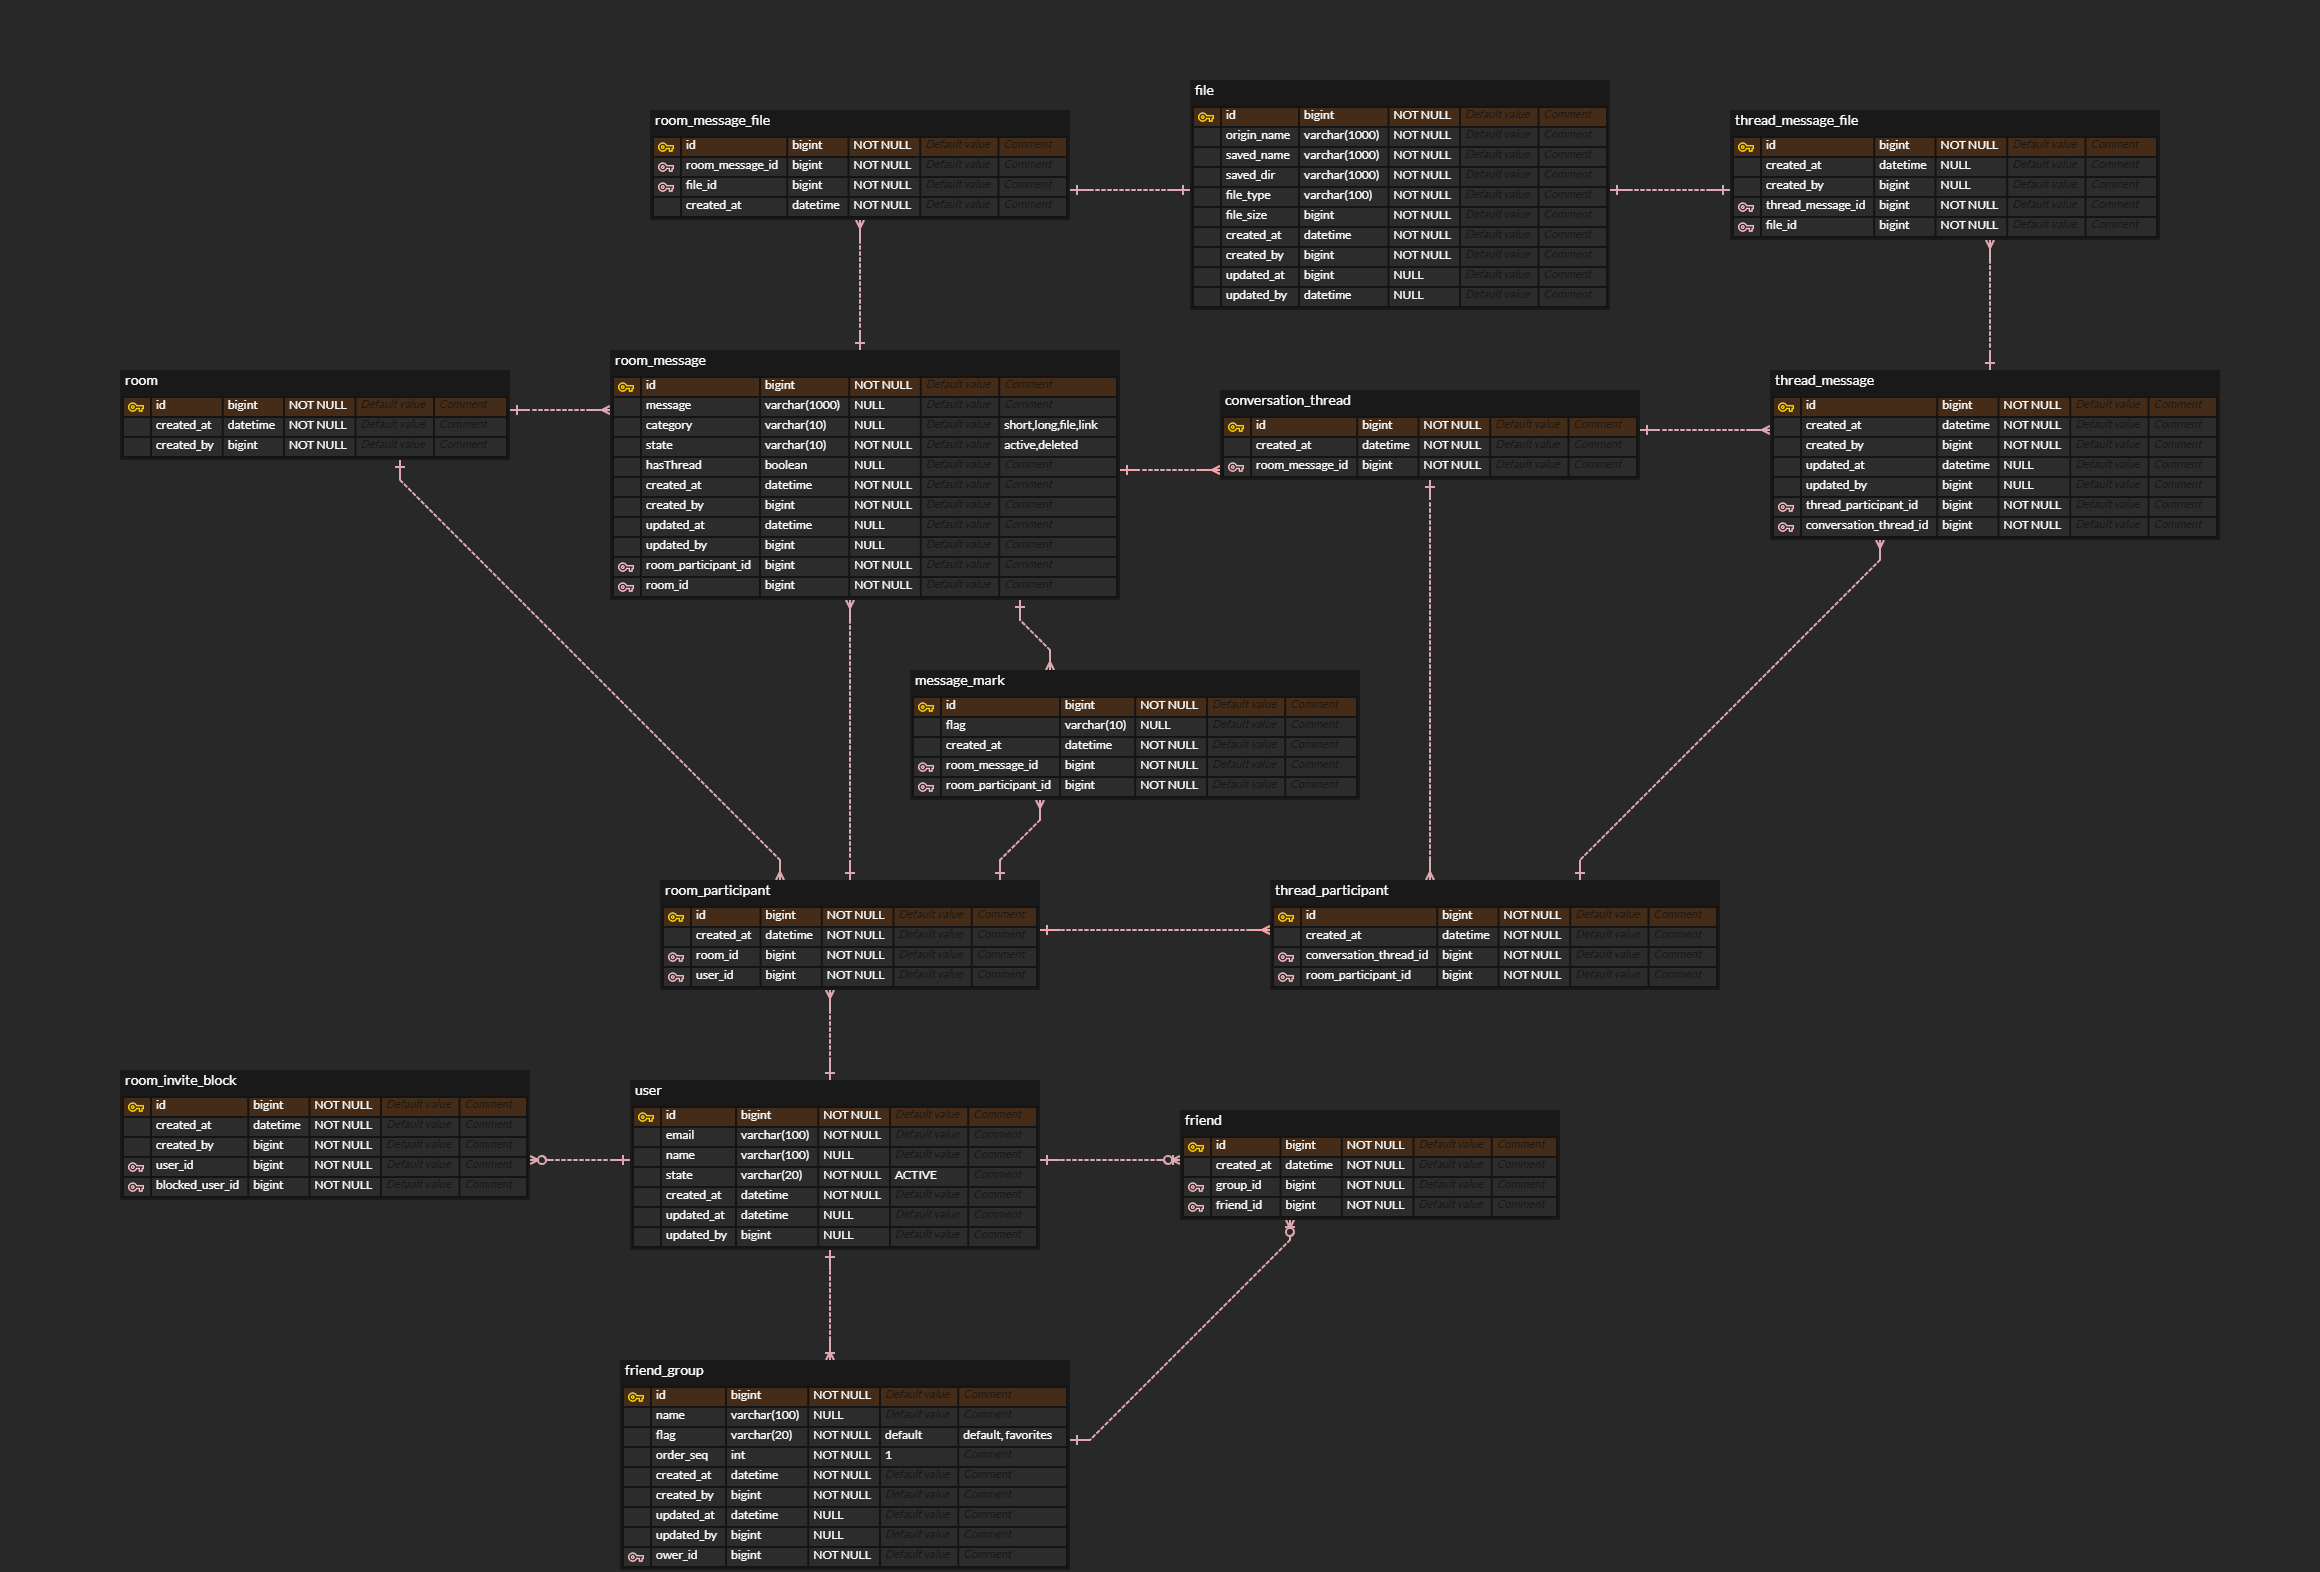 file
id bigint NOT NULL Default value Comment
origin_name varchar(1000) NOT NULL Default value Comment
saved_name varchar(1000) NOT NULL Default value Comment
saved_dir varchar(1000) NOT NULL Default value Comment
file_type varchar(100) NOT NULL Default value Comment
file_size bigint NOT NULL Default value Comment
created_at datetime NOT NULL Default value Comment
created_by bigint NOT NULL Default value Comment
updated_at bigint NULL Default value Comment
updated_by datetime NULL Default value Comment
room_message_file
id bigint NOT NULL Default value Comment
room_message_id bigint NOT NULL Default value Comment
file_id bigint NOT NULL Default value Comment
created_at datetime NOT NULL Default value Comment
thread_message_file
id bigint NOT NULL Default value Comment
created_at datetime NULL Default value Comment
created_by bigint NULL Default value Comment
thread_message_id bigint NOT NULL Default value Comment
file_id bigint NOT NULL Default value Comment
room_message
id bigint NOT NULL Default value Comment
message varchar(1000) NULL Default value Comment
category varchar(10) NULL Default value short,long,file,link
state varchar(10) NOT NULL Default value active,deleted
hasThread boolean NULL Default value Comment
created_at datetime NOT NULL Default value Comment
created_by bigint NOT NULL Default value Comment
updated_at datetime NULL Default value Comment
updated_by bigint NULL Default value Comment
room_participant_id bigint NOT NULL Default value Comment
room_id bigint NOT NULL Default value Comment
room
id bigint NOT NULL Default value Comment
created_at datetime NOT NULL Default value Comment
created_by bigint NOT NULL Default value Comment
conversation_thread
id bigint NOT NULL Default value Comment
created_at datetime NOT NULL Default value Comment
room_message_id bigint NOT NULL Default value Comment
thread_message
id bigint NOT NULL Default value Comment
created_at datetime NOT NULL Default value Comment
created_by bigint NOT NULL Default value Comment
updated_at datetime NULL Default value Comment
updated_by bigint NULL Default value Comment
thread_participant_id bigint NOT NULL Default value Comment
conversation_thread_id bigint NOT NULL Default value Comment
message_mark
id bigint NOT NULL Default value Comment
flag varchar(10) NULL Default value Comment
created_at datetime NOT NULL Default value Comment
room_message_id bigint NOT NULL Default value Comment
room_participant_id bigint NOT NULL Default value Comment
room_participant
id bigint NOT NULL Default value Comment
created_at datetime NOT NULL Default value Comment
room_id bigint NOT NULL Default value Comment
user_id bigint NOT NULL Default value Comment
thread_participant
id bigint NOT NULL Default value Comment
created_at datetime NOT NULL Default value Comment
conversation_thread_id bigint NOT NULL Default value Comment
room_participant_id bigint NOT NULL Default value Comment
room_invite_block
id bigint NOT NULL Default value Comment
created_at datetime NOT NULL Default value Comment
created_by bigint NOT NULL Default value Comment
user_id bigint NOT NULL Default value Comment
blocked_user_id bigint NOT NULL Default value Comment
user
id bigint NOT NULL Default value Comment
email varchar(100) NOT NULL Default value Comment
name varchar(100) NULL Default value Comment
state varchar(20) NOT NULL ACTIVE Comment
created_at datetime NOT NULL Default value Comment
updated_at datetime NULL Default value Comment
updated_by bigint NULL Default value Comment
friend
id bigint NOT NULL Default value Comment
created_at datetime NOT NULL Default value Comment
group_id bigint NOT NULL Default value Comment
friend_id bigint NOT NULL Default value Comment
friend_group
id bigint NOT NULL Default value Comment
name varchar(100) NULL Default value Comment
flag varchar(20) NOT NULL default default, favorites
order_seq int NOT NULL 1 Comment
created_at datetime NOT NULL Default value Comment
created_by bigint NOT NULL Default value Comment
updated_at datetime NULL Default value Comment
updated_by bigint NULL Default value Comment
ower_id bigint NOT NULL Default value Comment